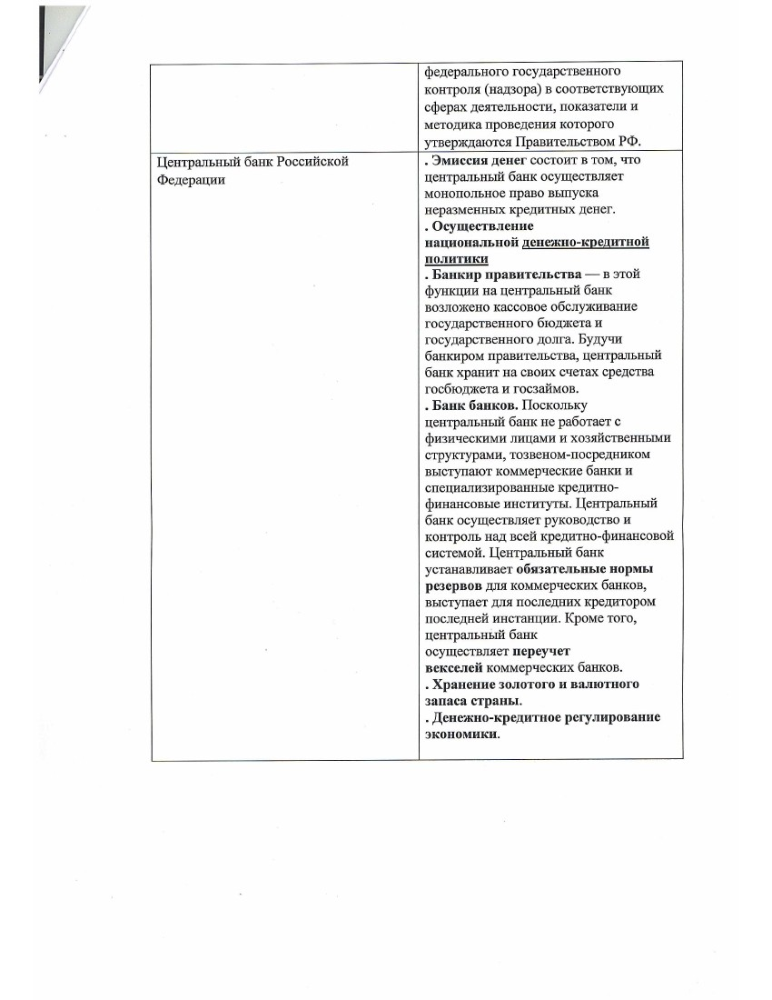 федерального государственного
контроля (надзора) в соответствующих
сферах деятельности, показатели и
методика проведения которого
утверждаются Правительством РФ.
Центральный банк Российской
Федерации
. Эмиссия денег состоит в том, что
центральный банк осуществляет
монопольное право выпуска
неразменных кредитных денег.
. Осуществление
национальной денежно-кредитной
политики
. Банкир правительства — в этой
функции на центральный банк
возложено кассовое обслуживание
государственного бюджета и
государственного долга. Будучи
банкиром правительства, центральный
банк хранит на своих счетах средства
госбюджета и госзаймов.
. Банк банков. Поскольку
центральный банк не работает с
физическими лицами и хозяйственными
структурами, тозвеном-посредником
выступают коммерческие банки и
специализированные кредитно-
финансовые институты. Центральный
банк осуществляет руководство и
контроль над всей кредитно-финансовой
системой. Центральный банк
устанавливает обязательные нормы
резервов для коммерческих банков,
выступает для последних кредитором
последней инстанции. Кроме того,
центральный банк
осуществляет переучет
векселей коммерческих банков.
. Хранение золотого и валютного
запаса страны.
. Денежно-кредитное регулирование
экономики.